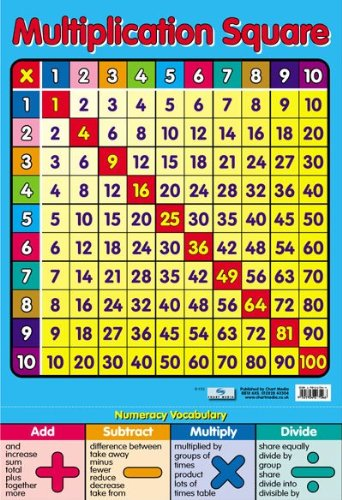 Multiplication Square
× 1 2 3 4 5 6 7 8 9 10
1 1 2 3 4 5 6 7 8 9 10
2 2 4 6 8 10 12 14 16 18 20
3 3 6 9 12 15 18 21 24 27 30
4 4 8 12 16 20 24 28 32 36 40
5 5 10 15 20 25 30 35 40 45 50
6 6 12 18 24 30 36 42 48 54 60
7 7 14 21 28 35 42 49 56 63 70
8 8 16 24 32 40 48 56 64 72 80
9 9 18 27 36 45 54 63 72 81 90
10 10 20 30 40 50 60 70 80 90 100
CHART MEDIA
Published by Chart Media
Numeracy Vocabulary
Add
and
increase
sum
total
plus
together
more
Subtract
difference between
take away
minus
fewer
reduce
decrease
take from
Multiply
multiplied by
groups of
times
product
lots of
times table
Divide
share equally
divide by
group
share
divide into
divisible by